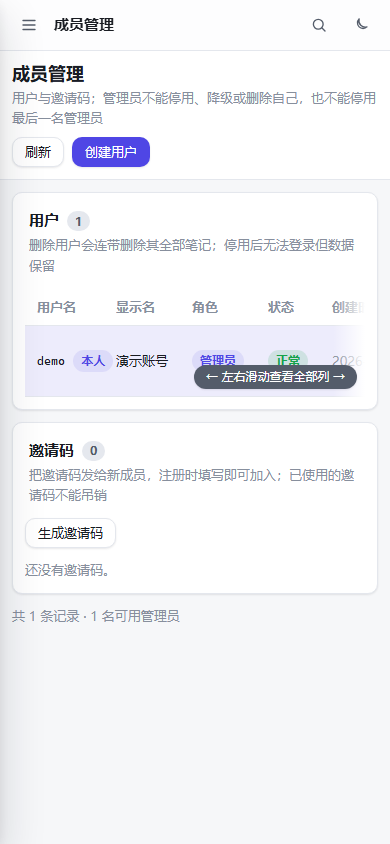 成员管理
成员管理
用户与邀请码；管理员不能停用、降级或删除自己，也不能停用
最后一名管理员
刷新 创建用户
用户 1
删除用户会连带删除其全部笔记；停用后无法登录但数据
保留
用户名 显示名 角色 状态 创建
demo 本人 演示账号 管理员 正常 2026
← 左右滑动查看全部列 →
邀请码 0
把邀请码发给新成员，注册时填写即可加入；已使用的邀
请码不能吊销
生成邀请码
还没有邀请码。
共 1 条记录 · 1 名可用管理员